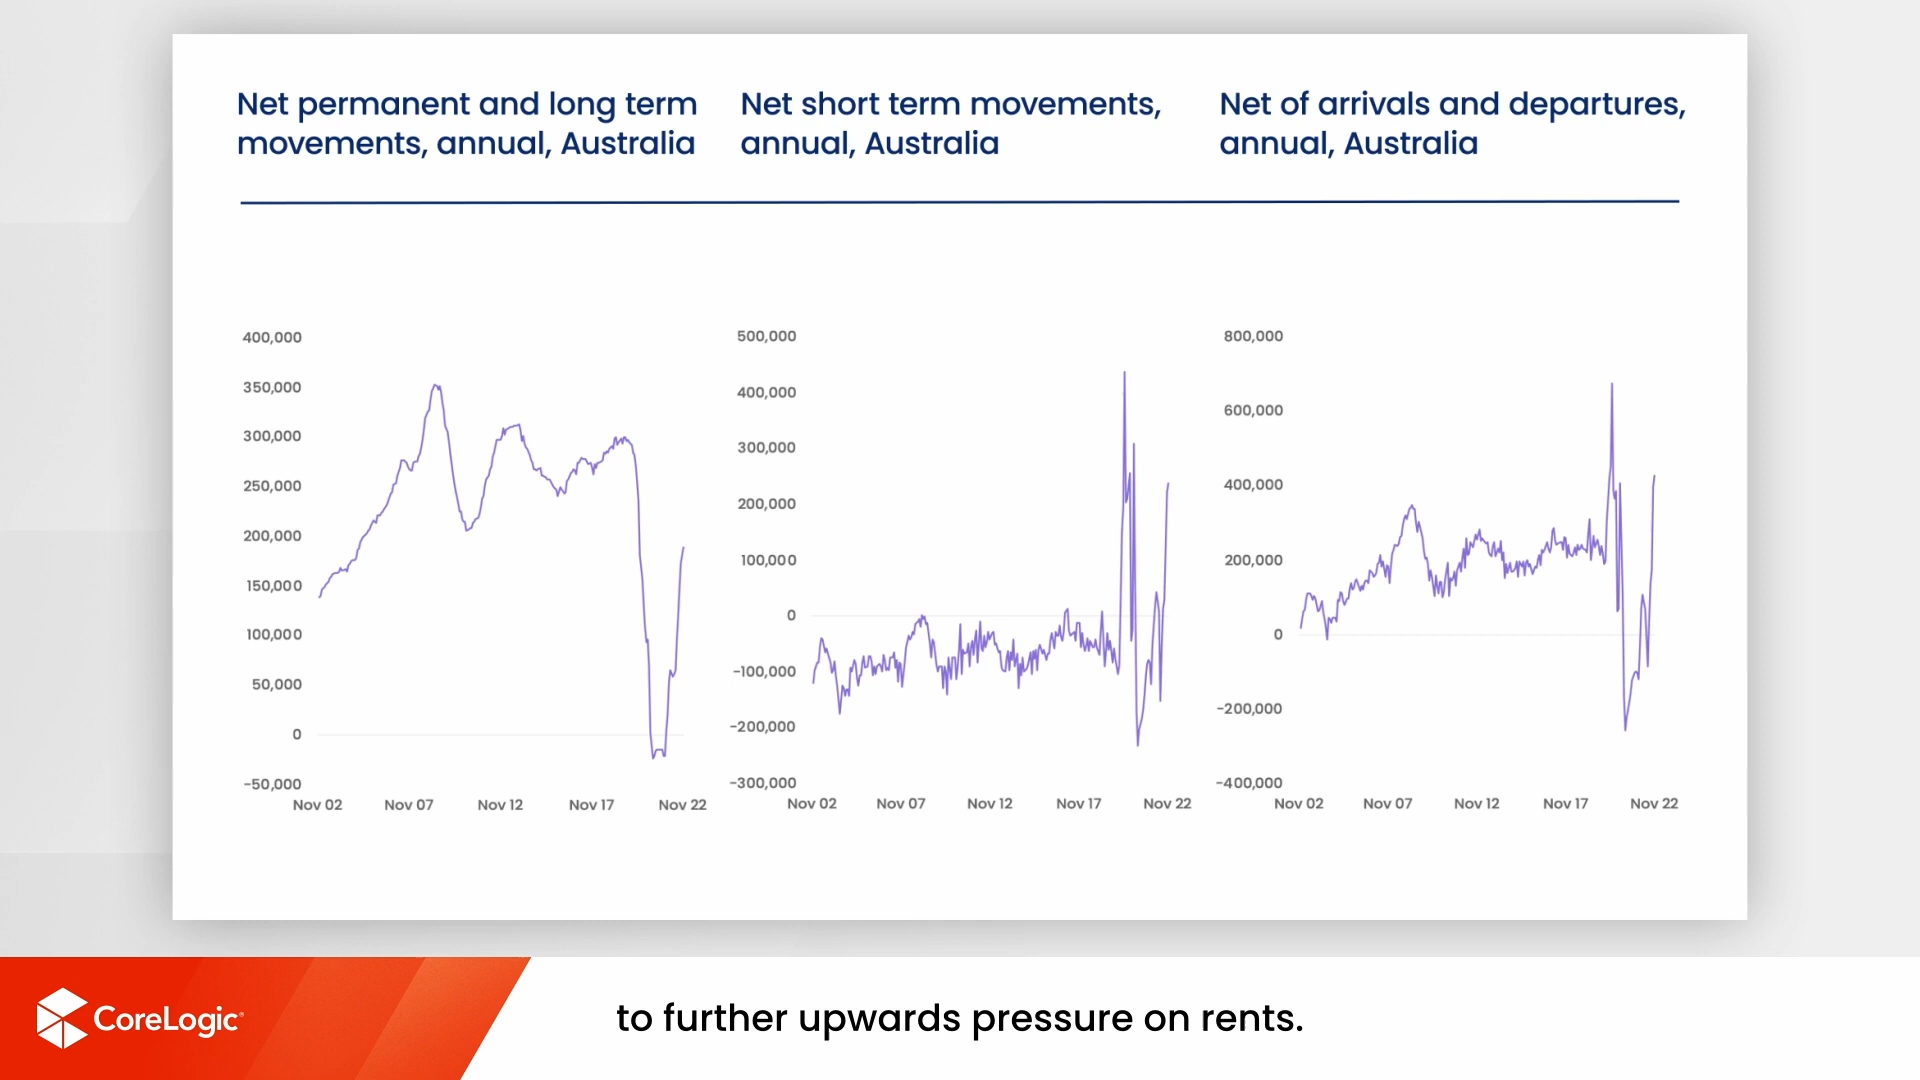 Net permanent and long term
movements, annual, Australia
Net short term movements,
annual, Australia
Net of arrivals and departures,
annual, Australia
400,000
350,000
300,000
250,000
200,000
150,000
100,000
50,000
0
-50,000
Nov 02 Nov 07 Nov 12 Nov 17 Nov 22
500,000
400,000
300,000
200,000
100,000
0
-100,000
-200,000
-300,000
Nov 02 Nov 07 Nov 12 Nov 17 Nov 22
800,000
600,000
400,000
200,000
0
-200,000
-400,000
Nov 02 Nov 07 Nov 12 Nov 17 Nov 22
CoreLogic
to further upwards pressure on rents.